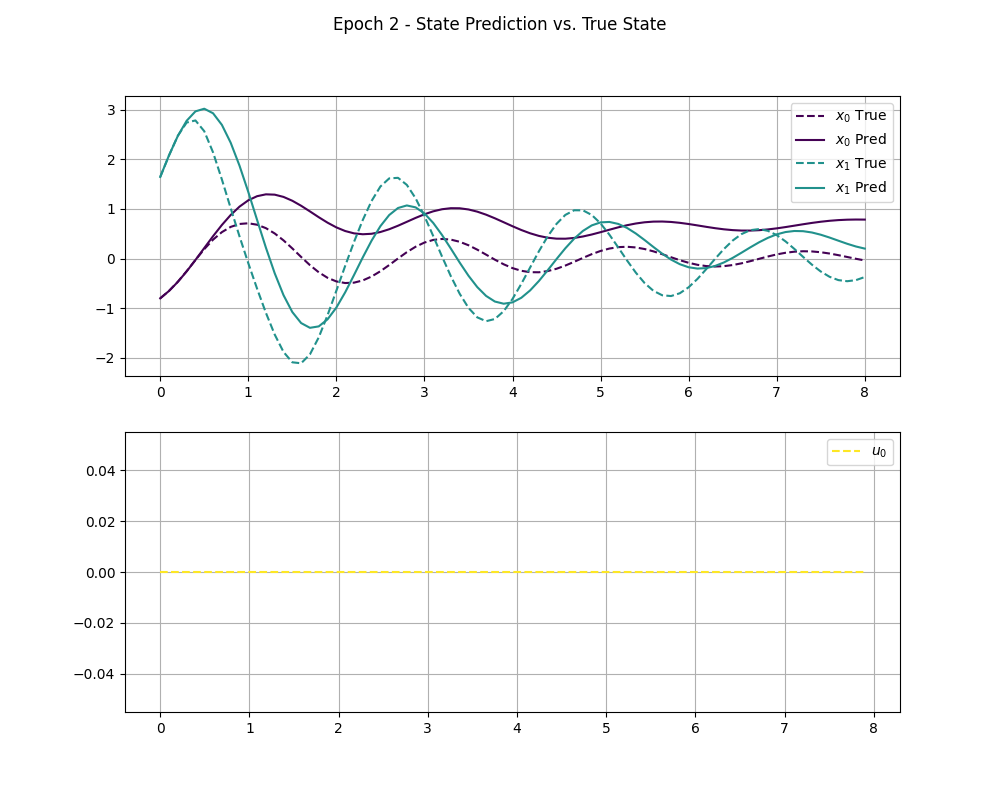 Epoch 2 - State Prediction vs. True State
3
2
1
0
−1
−2
x₀ True
x₀ Pred
x₁ True
x₁ Pred
0 1 2 3 4 5 6 7 8
0.04
0.02
0.00
−0.02
−0.04
u₀
0 1 2 3 4 5 6 7 8